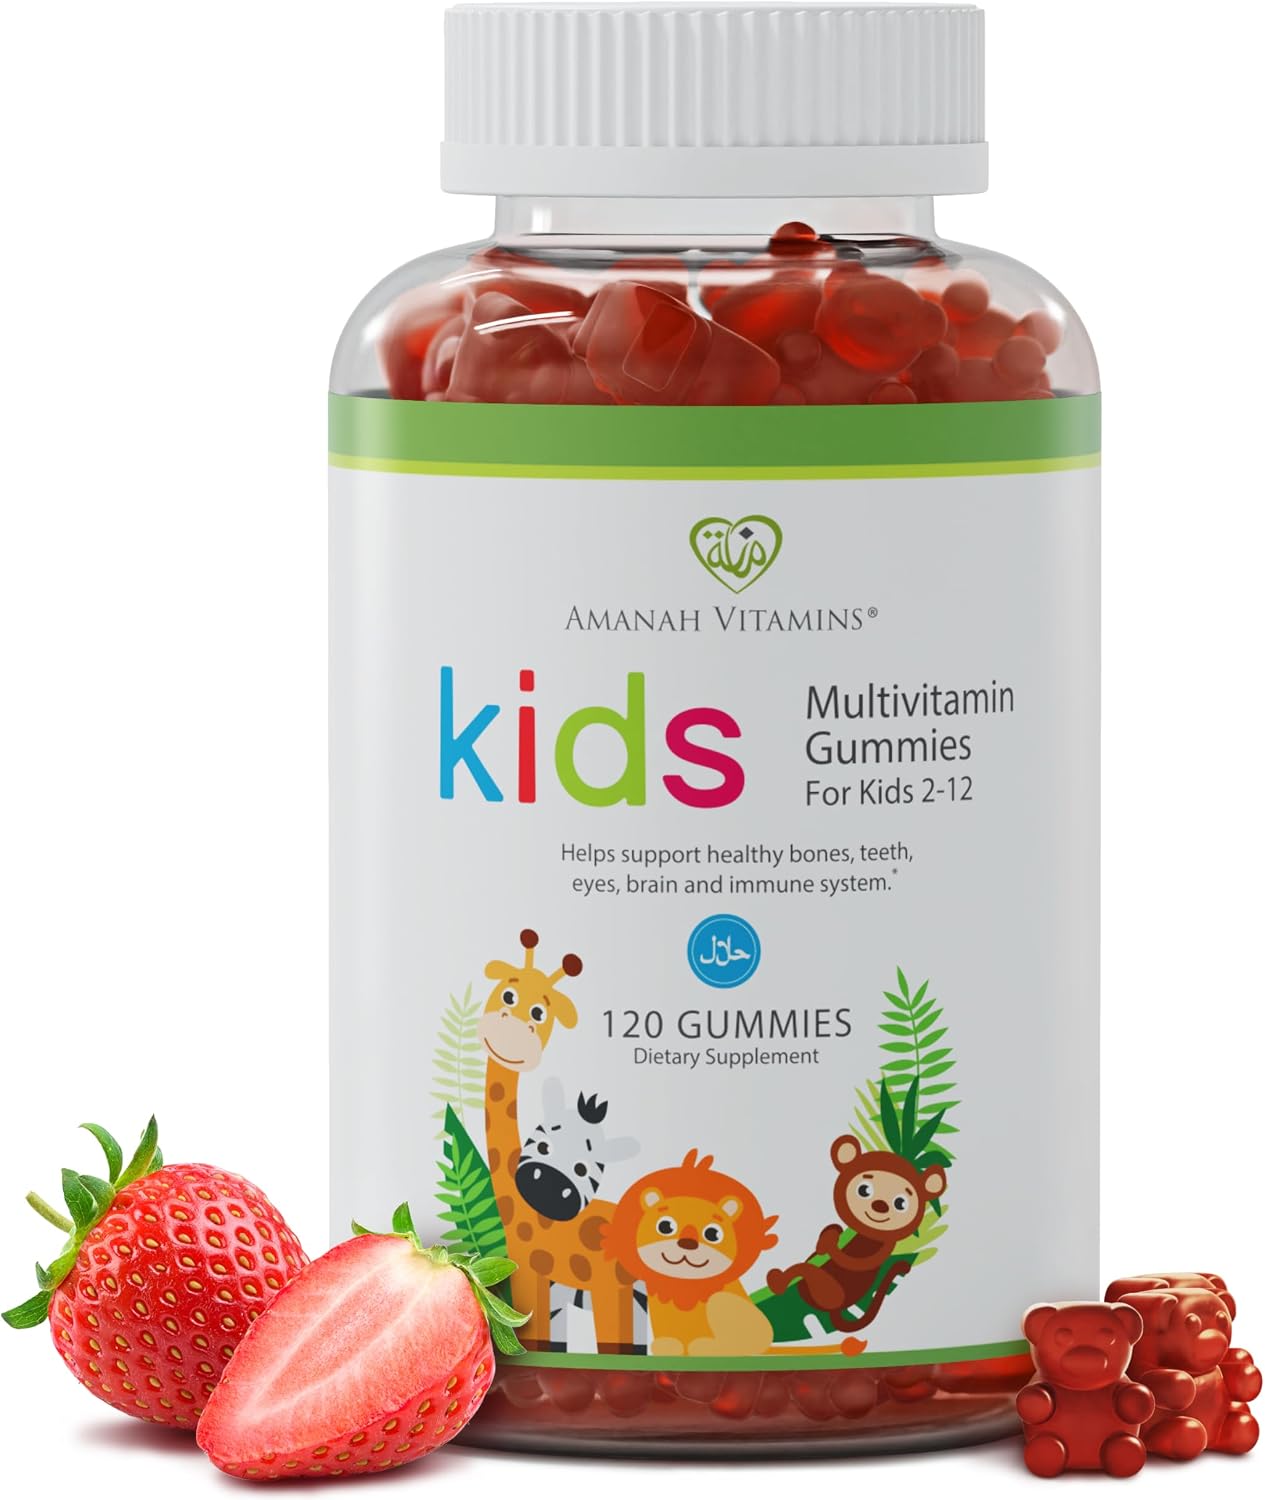 AMANAH VITAMINS®
kids
Multivitamin
Gummies
For Kids 2-12
Helps support healthy bones, teeth,
eyes, brain and immune system.*
حلال
120 GUMMIES
Dietary Supplement